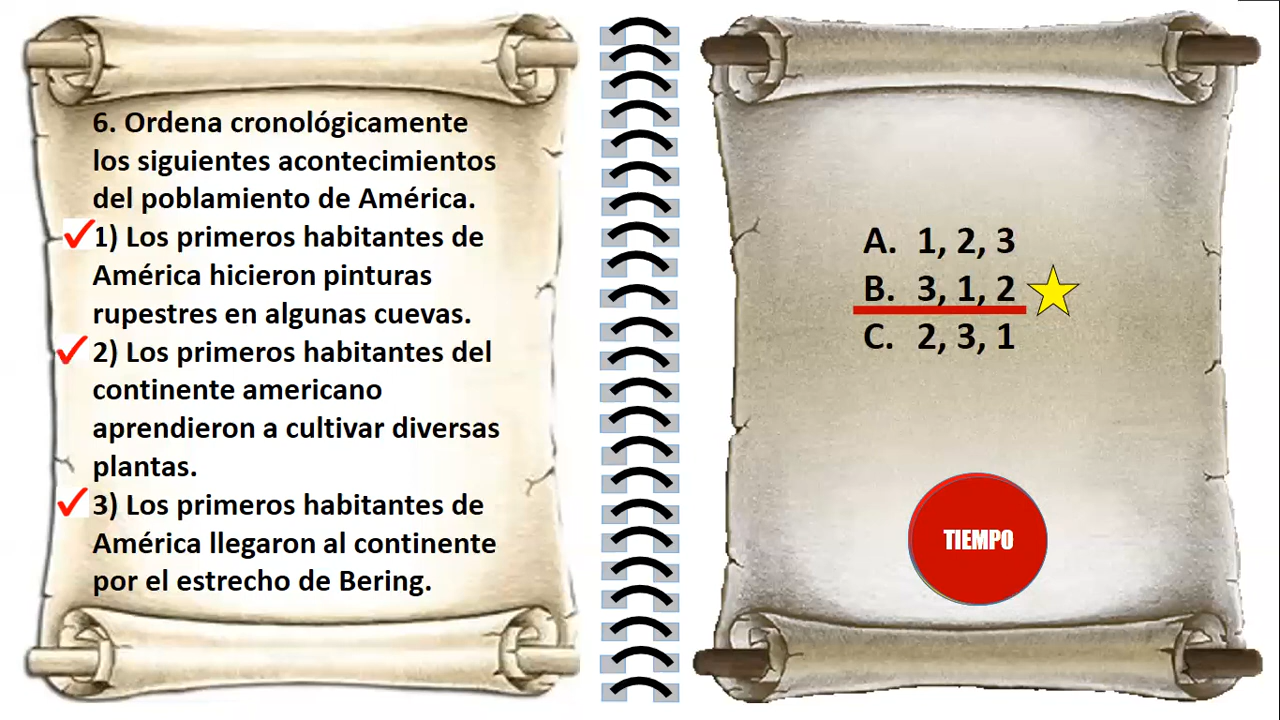 6. Ordena cronológicamente
los siguientes acontecimientos
del poblamiento de América.
1) Los primeros habitantes de
América hicieron pinturas
rupestres en algunas cuevas.
2) Los primeros habitantes del
continente americano
aprendieron a cultivar diversas
plantas.
3) Los primeros habitantes de
América llegaron al continente
por el estrecho de Bering.
A. 1, 2, 3
B. 3, 1, 2
C. 2, 3, 1
TIEMPO